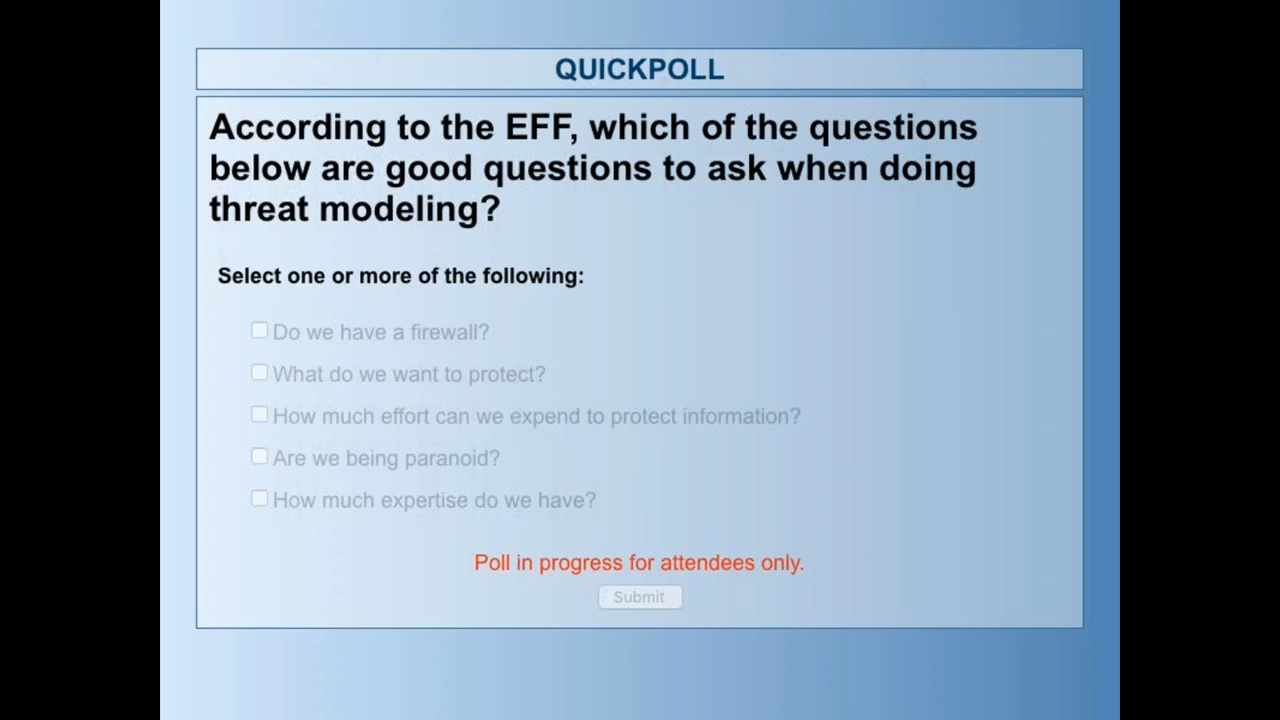 QUICKPOLL
According to the EFF, which of the questions
below are good questions to ask when doing
threat modeling?
Select one or more of the following:
Do we have a firewall?
What do we want to protect?
How much effort can we expend to protect information?
Are we being paranoid?
How much expertise do we have?
Poll in progress for attendees only.
Submit